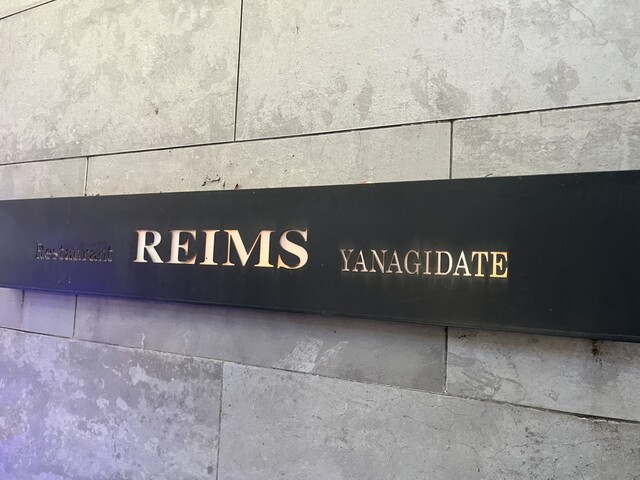 Restaurant REIMS YANAGIDATE